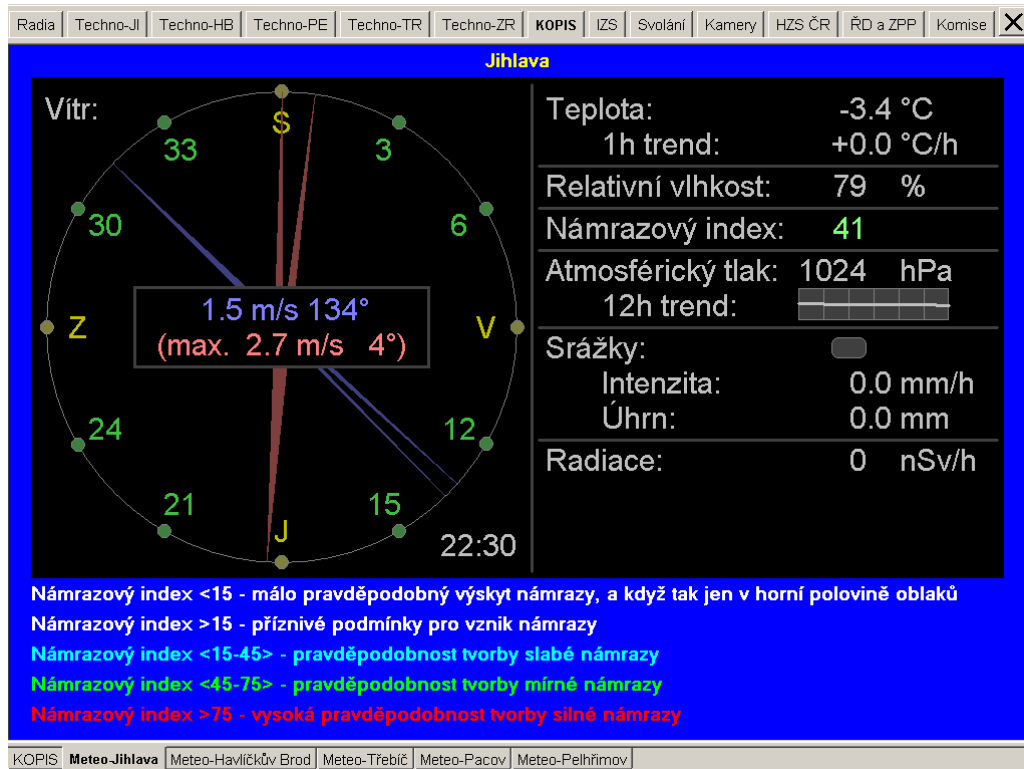 Radia Techno-JI Techno-HB Techno-PE Techno-TR Techno-ZR KOPIS IZS Svolání Kamery HZS ČR ŘD a ZPP Komise
Jihlava
Vítr:
S
33
3
30
6
Z
V
1.5 m/s 134°
(max. 2.7 m/s 4°)
24
12
21
15
J
22:30
Teplota: -3.4 °C
1h trend: +0.0 °C/h
Relativní vlhkost: 79 %
Námrazový index: 41
Atmosférický tlak: 1024 hPa
12h trend:
Srážky:
Intenzita: 0.0 mm/h
Úhrn: 0.0 mm
Radiace: 0 nSv/h
Námrazový index <15 - málo pravděpodobný výskyt námrazy, a když tak jen v horní polovině oblaků
Námrazový index >15 - příznivé podmínky pro vznik námrazy
Námrazový index <15-45> - pravděpodobnost tvorby slabé námrazy
Námrazový index <45-75> - pravděpodobnost tvorby mírné námrazy
Námrazový index >75 - vysoká pravděpodobnost tvorby silné námrazy
KOPIS Meteo-Jihlava Meteo-Havlíčkův Brod Meteo-Třebíč Meteo-Pacov Meteo-Pelhřimov